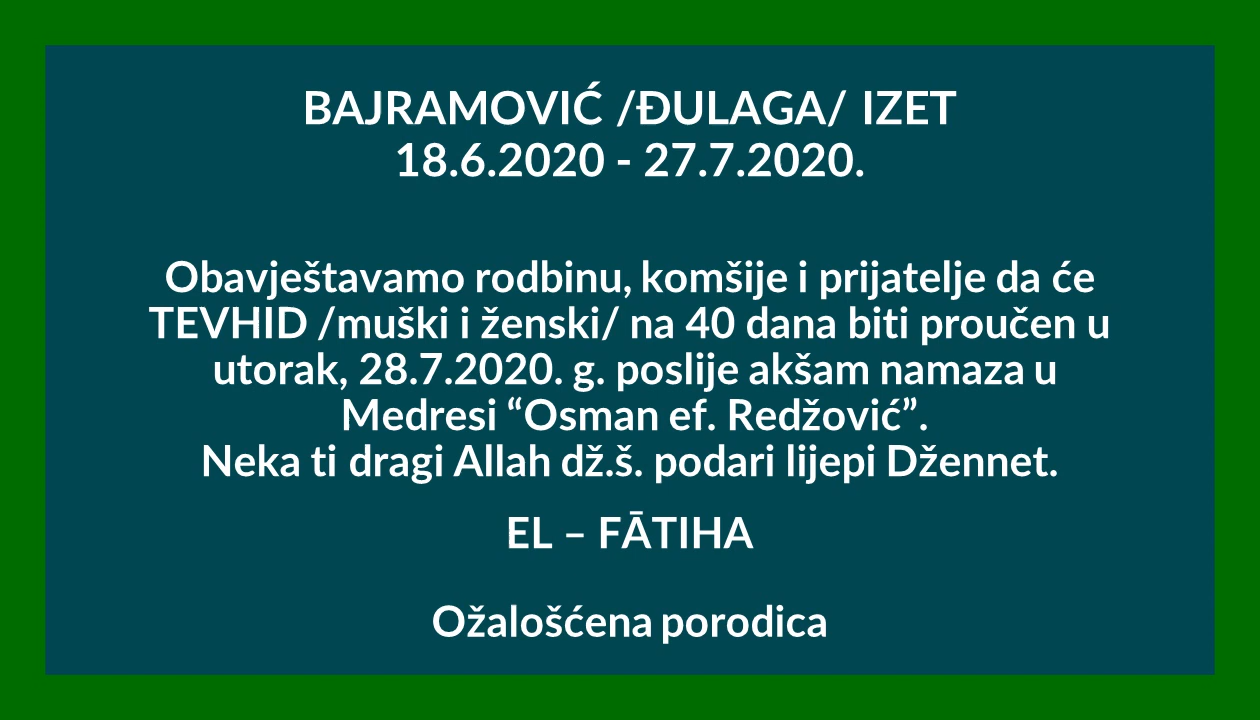 BAJRAMOVIĆ /ĐULAGA/ IZET
18.6.2020 - 27.7.2020.
Obavještavamo rodbinu, komšije i prijatelje da će
TEVHID /muški i ženski/ na 40 dana biti proučen u
utorak, 28.7.2020. g. poslije akšam namaza u
Medresi “Osman ef. Redžović”.
Neka ti dragi Allah dž.š. podari lijepi Džennet.
EL – FĀTIHA
Ožalošćena porodica